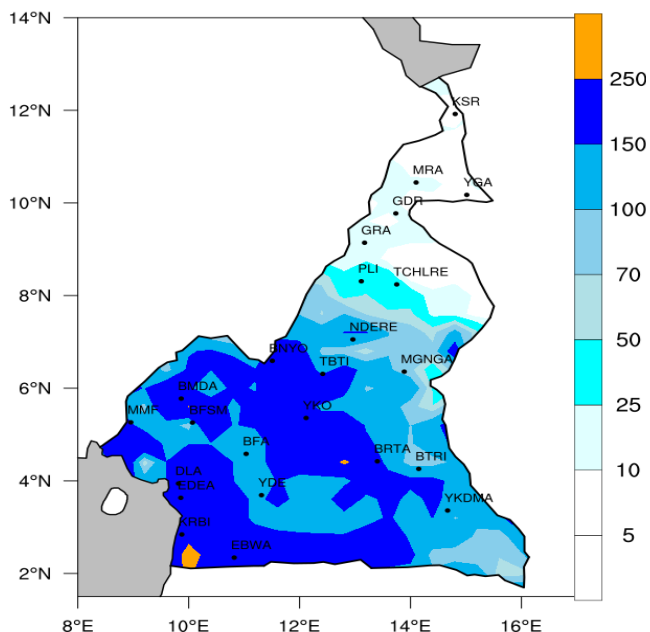 14°N
12°N
10°N
8°N
6°N
4°N
2°N
8°E
10°E
12°E
14°E
16°E
KSR
MRA
YGA
GDR
GRA
PLI
TCHLRE
NDERE
BNYO
TBTI
MGNGA
BMDA
MMF
BFSM
YKO
BFA
BRTA
BTRI
DLA
EDEA
YDE
YKDMA
KRBI
EBWA
250
150
100
70
50
25
10
5